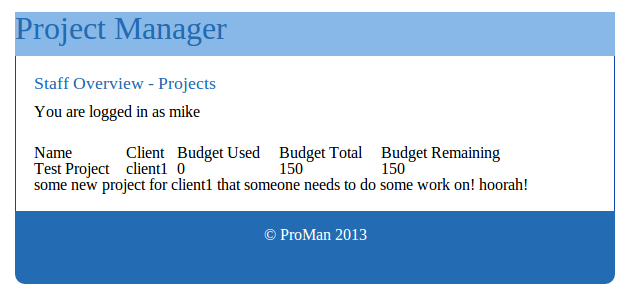 Project Manager
Staff Overview - Projects
You are logged in as mike
Name Client Budget Used Budget Total Budget Remaining
Test Project client1 0 150 150
some new project for client1 that someone needs to do some work on! hoorah!
© ProMan 2013